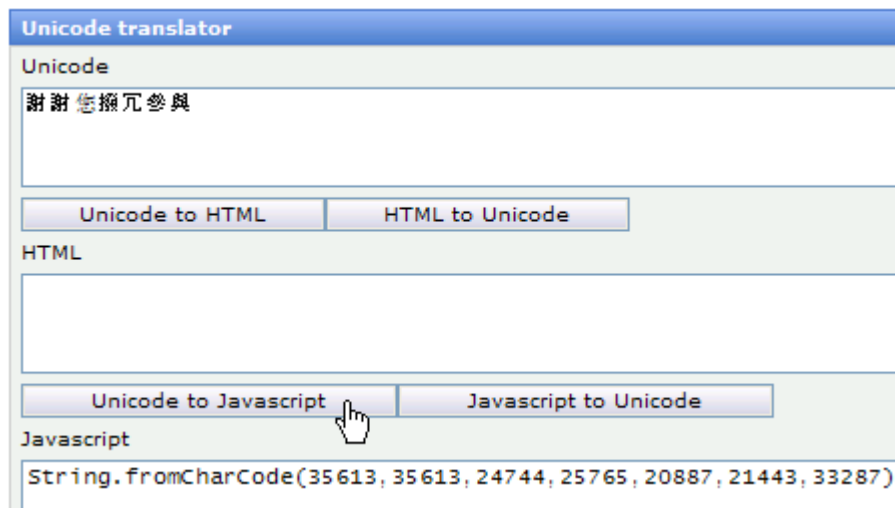 Unicode translator
Unicode
謝謝您撥冗參與
Unicode to HTML HTML to Unicode
HTML
Unicode to Javascript Javascript to Unicode
Javascript
String.fromCharCode(35613,35613,24744,25765,20887,21443,33287)